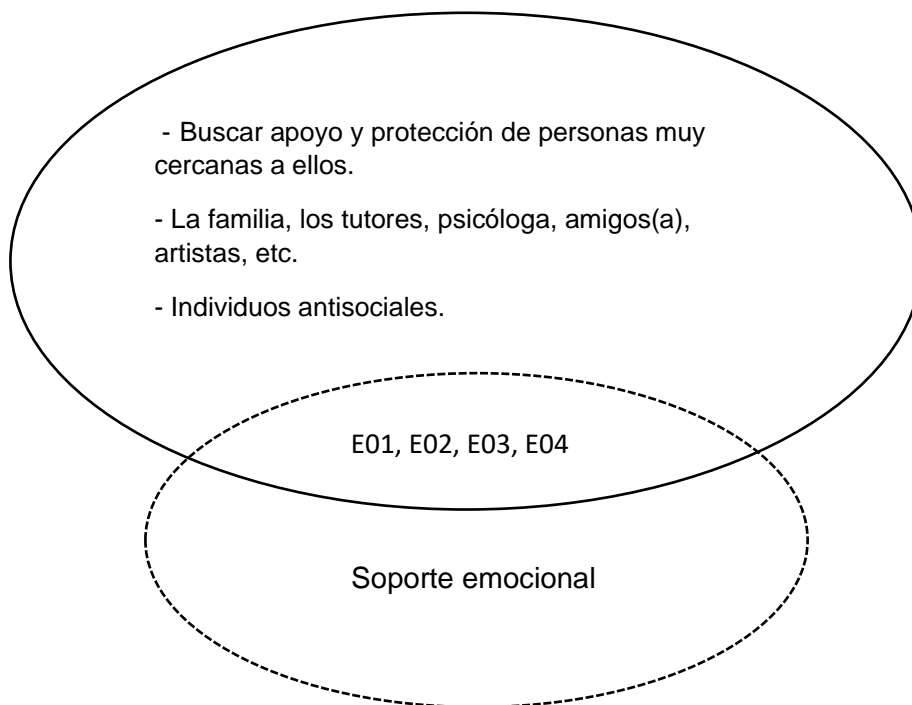 - Buscar apoyo y protección de personas muy
cercanas a ellos.
- La familia, los tutores, psicóloga, amigos(a),
artistas, etc.
- Individuos antisociales.
E01, E02, E03, E04
Soporte emocional